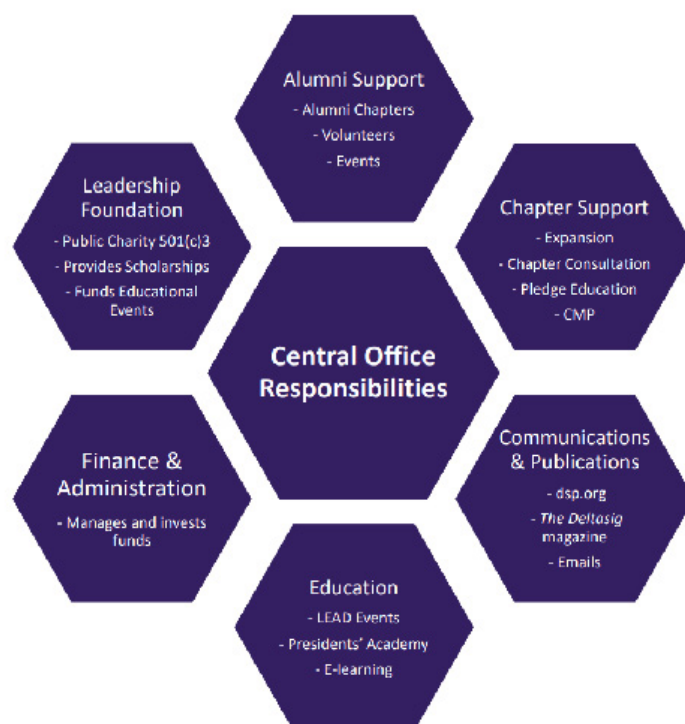 Alumni Support
- Alumni Chapters
- Volunteers
- Events
Leadership
Foundation
- Public Charity 501(c)3
- Provides Scholarships
- Funds Educational
Events
Chapter Support
- Expansion
- Chapter Consultation
- Pledge Education
- CMP
Central Office
Responsibilities
Finance &
Administration
- Manages and invests
funds
Communications
& Publications
- dsp.org
- The Deltasig
magazine
- Emails
Education
- LEAD Events
- Presidents' Academy
- E-learning